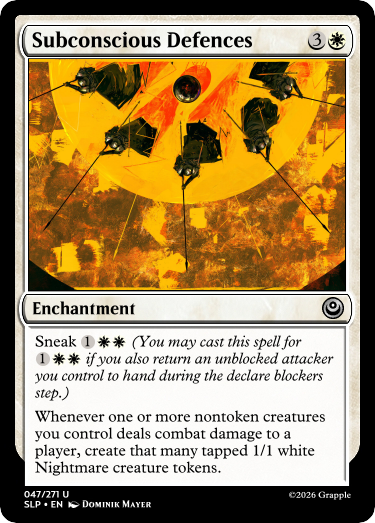 Subconscious Defences 3
Enchantment
Sneak 1 (You may cast this spell for
1 if you also return an unblocked attacker
you control to hand during the declare blockers
step.)
Whenever one or more nontoken creatures
you control deals combat damage to a
player, create that many tapped 1/1 white
Nightmare creature tokens.
047/271 U
SLP • EN Dominik Mayer
©2026 Grapple